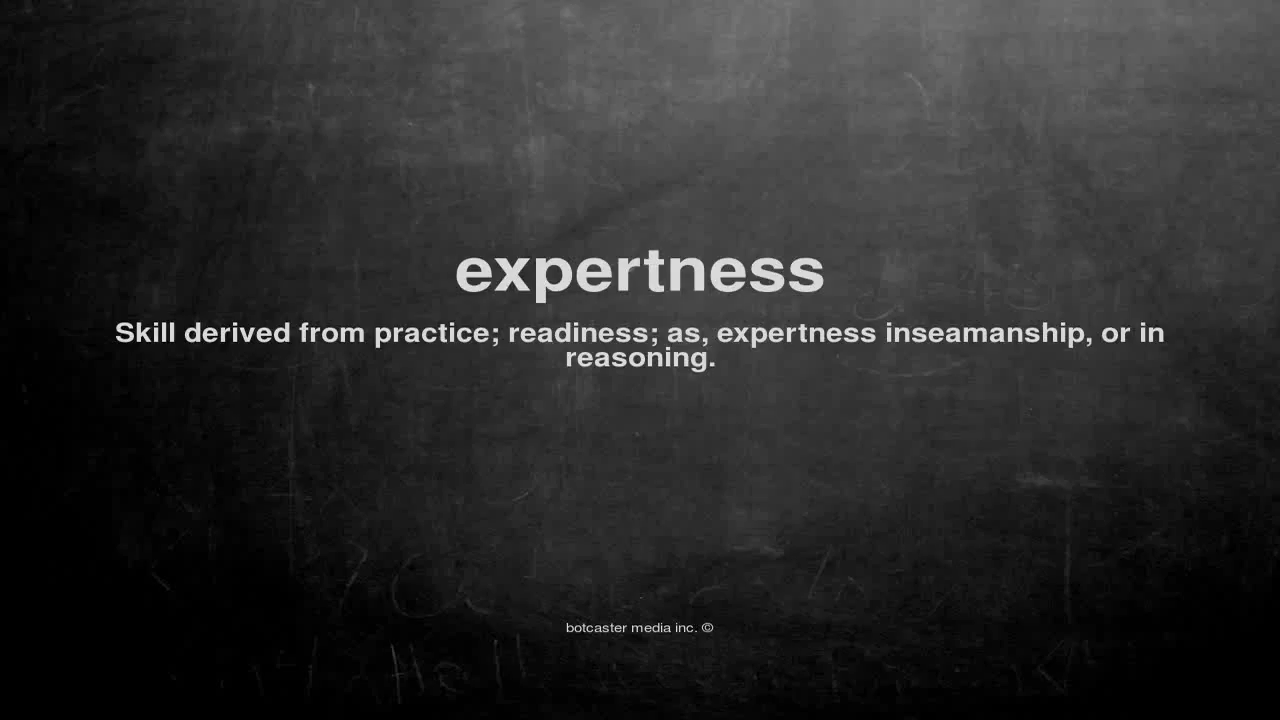 expertness
Skill derived from practice; readiness; as, expertness inseamanship, or in
reasoning.
botcaster media inc. ©